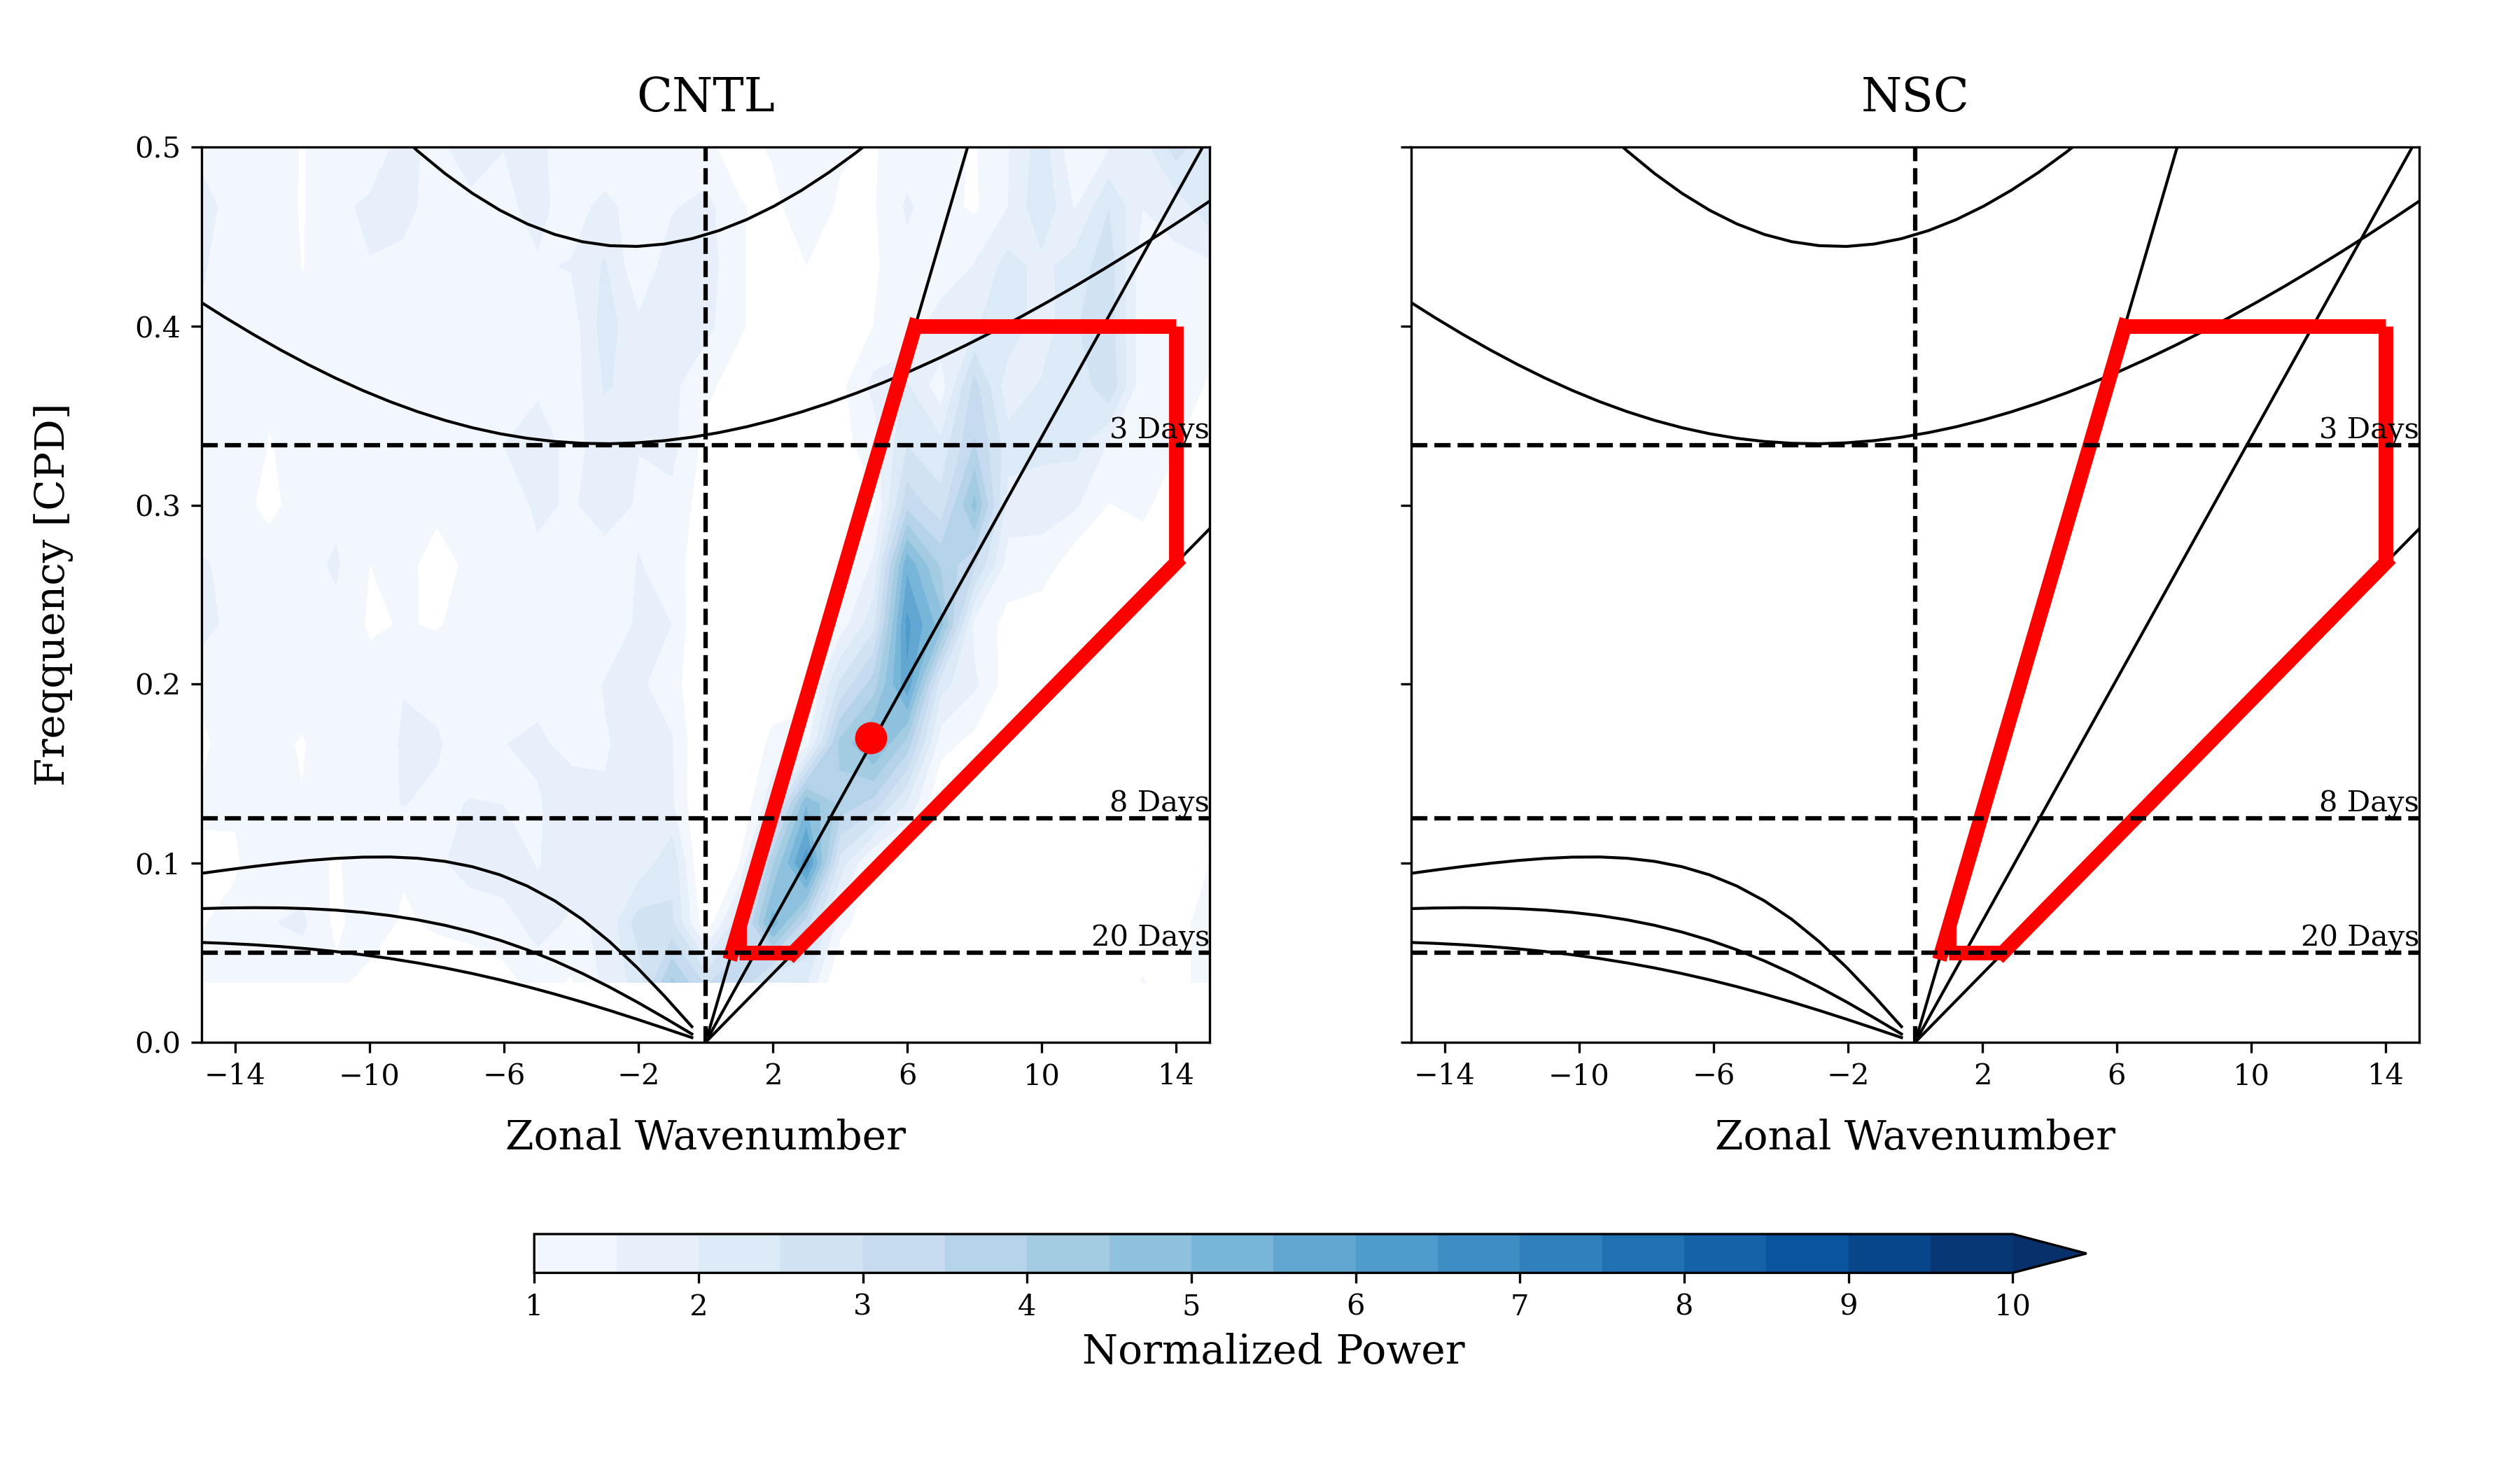 CNTL
NSC
0.5
0.4
0.3
0.2
0.1
0.0
Freqquency [CPD]
3 Days
8 Days
20 Days
3 Days
8 Days
20 Days
−14 −10 −6 −2 2 6 10 14
−14 −10 −6 −2 2 6 10 14
Zonal Wavenumber
Zonal Wavenumber
1 2 3 4 5 6 7 8 9 10
Normalized Power